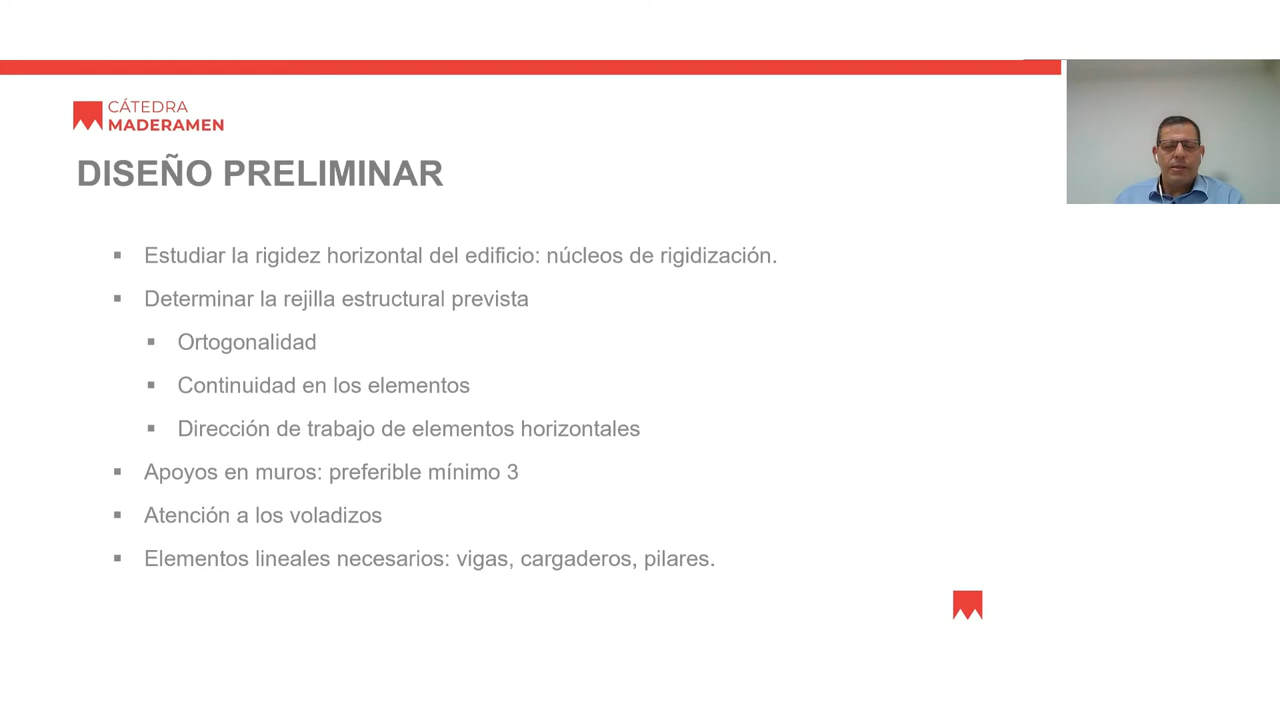 CÁTEDRA
MADERAMEN
DISEÑO PRELIMINAR
▪ Estudiar la rigidez horizontal del edificio: núcleos de rigidización.
▪ Determinar la rejilla estructural prevista
▪ Ortogonalidad
▪ Continuidad en los elementos
▪ Dirección de trabajo de elementos horizontales
▪ Apoyos en muros: preferible mínimo 3
▪ Atención a los voladizos
▪ Elementos lineales necesarios: vigas, cargaderos, pilares.